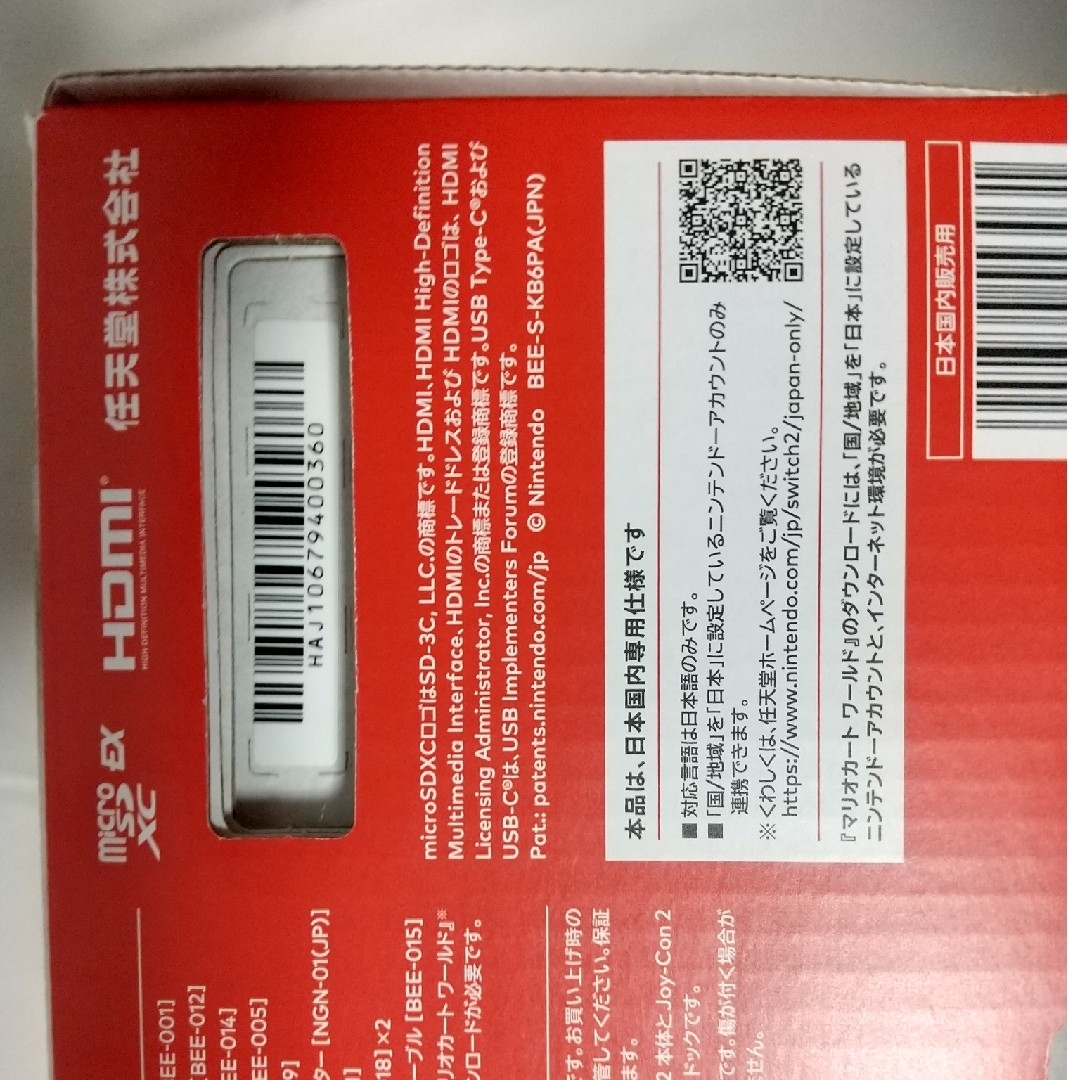 micro SD XC EX
HDMI®
HIGH-DEFINITION MULTIMEDIA INTERFACE
任天堂株式会社
HAJ10679400360
microSDXCロゴはSD-3C, LLC.の商標です。HDMI、HDMI High-Definition
Multimedia Interface、HDMIのトレードドレスおよび HDMIのロゴは、HDMI
Licensing Administrator, Inc.の商標または登録商標です。USB Type-C®および
USB-C®は、USB Implementers Forumの登録商標です。
Pat.: patents.nintendo.com/jp © Nintendo BEE-S-KB6PA(JPN)
本品は、日本国内専用仕様です
■ 対応言語は日本語のみです。
■「国/地域」を「日本」に設定しているニンテンドーアカウントのみ
連携できます。
※くわしくは、任天堂ホームページをご覧ください。
https://www.nintendo.com/jp/switch2/japan-only/
『マリオカート ワールド』のダウンロードには、「国/地域」を「日本」に設定している
ニンテンドーアカウントと、インターネット環境が必要です。
日本国内販売用
BEE-001]
[BEE-012]
EE-014]
EE-005]
9]
ター [NGN-01(JP)]
]
18]×2
ーブル [BEE-015]
リオカート ワールド』※
ンロードが必要です。
です。お買い上げ時の
管してください。保証
ます。
2 本体とJoy-Con 2
ドックです。
です。傷が付く場合が
せん。